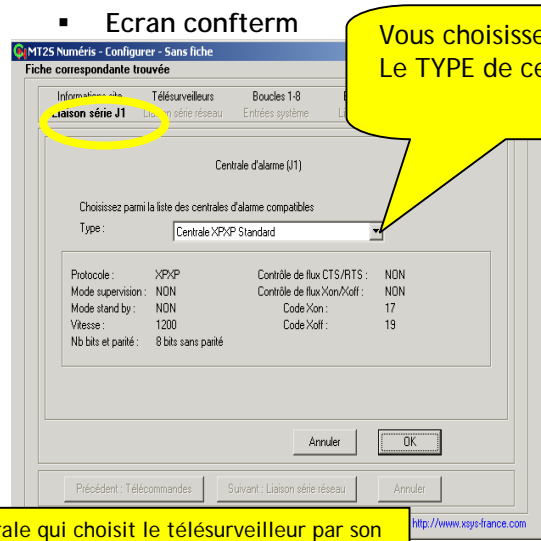 ▪ Ecran confterm
Vous choisisse
Le TYPE de ce
MT2S Numéris - Configurer - Sans fiche
Fiche correspondante trouvée
Informations site Télésurveilleurs Boucles 1-8
Liaison série J1 Liaison série réseau Entrées système
Centrale d'alarme (J1)
Choisissez parmi la liste des centrales d'alarme compatibles
Type : Centrale XPXP Standard
Protocole : XPXP Contrôle de flux CTS/RTS : NON
Mode supervision : NON Contrôle de flux Xon/Xoff : NON
Mode stand by : NON Code Xon : 17
Vitesse : 1200 Code Xoff : 19
Nb bits et parité : 8 bits sans parité
Annuler OK
Précédent : Télécommandes Suivant : Liaison série réseau Annuler
rale qui choisit le télésurveilleur par son
http://www.xsys-france.com